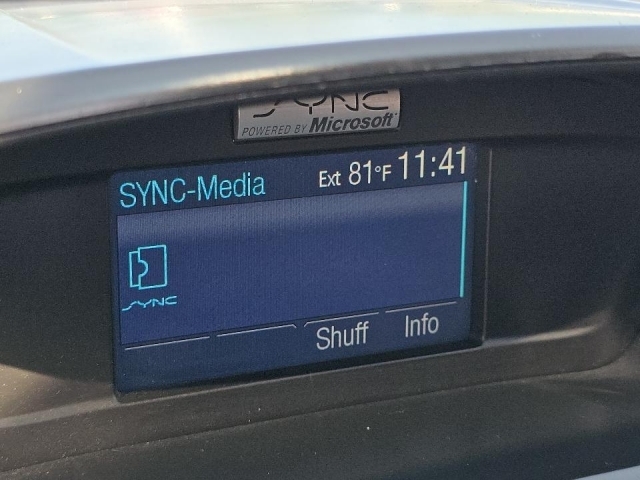 SYNC
POWERED BY Microsoft
SYNC-Media Ext 81°F 11:41
SYNC
Shuff Info